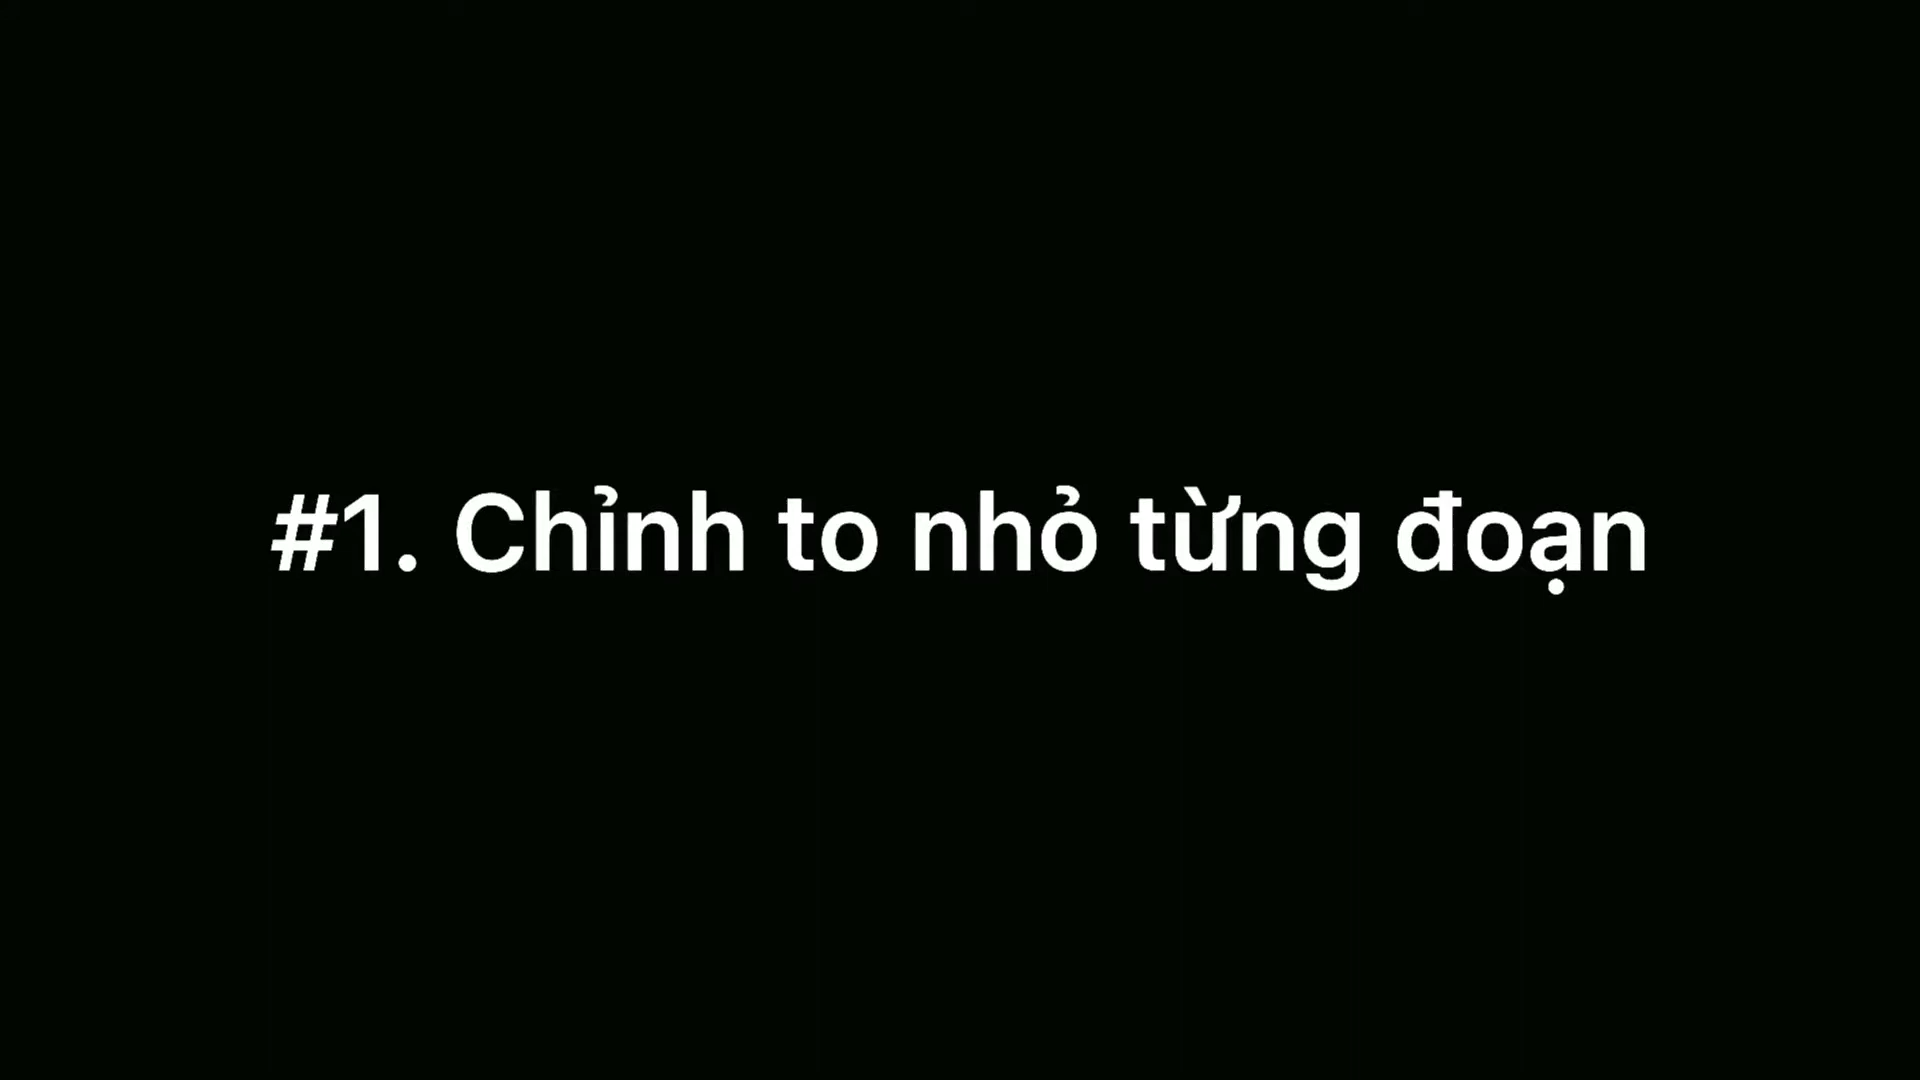 #1. Chỉnh to nhỏ từng đoạn